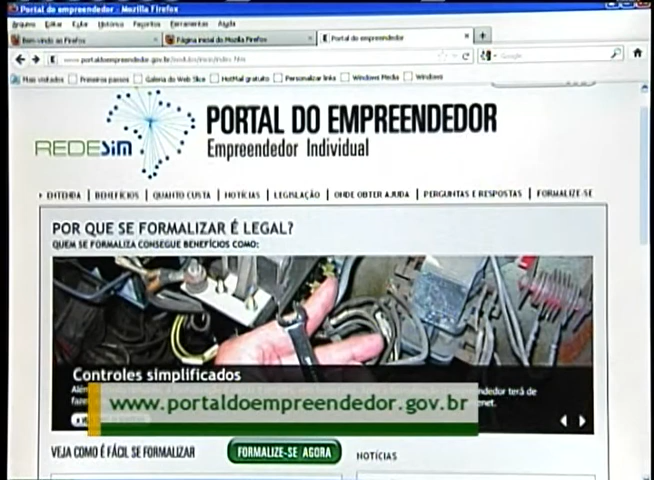 Portal do empreendedor - Mozilla Firefox
Arquivo Editar Exibir Histórico Favoritos Ferramentas Ajuda
Bem-vindo ao Firefox Página inicial do Mozilla Firefox Portal do empreendedor
Google
Mais visitados Primeiros passos Galeria do Web Slice HotMail gratuito Personalizar links Windows Media Windows
REDESIM
PORTAL DO EMPREENDEDOR
Empreendedor Individual
ENTENDA BENEFÍCIOS QUANTO CUSTA NOTÍCIAS LEGISLAÇÃO ONDE OBTER AJUDA PERGUNTAS E RESPOSTAS FORMALIZE-SE
POR QUE SE FORMALIZAR É LEGAL?
QUEM SE FORMALIZA CONSEGUE BENEFÍCIOS COMO:
Controles simplificados
terá de
www.portaldoempreendedor.gov.br
VEJA COMO É FÁCIL SE FORMALIZAR FORMALIZE-SE AGORA NOTÍCIAS